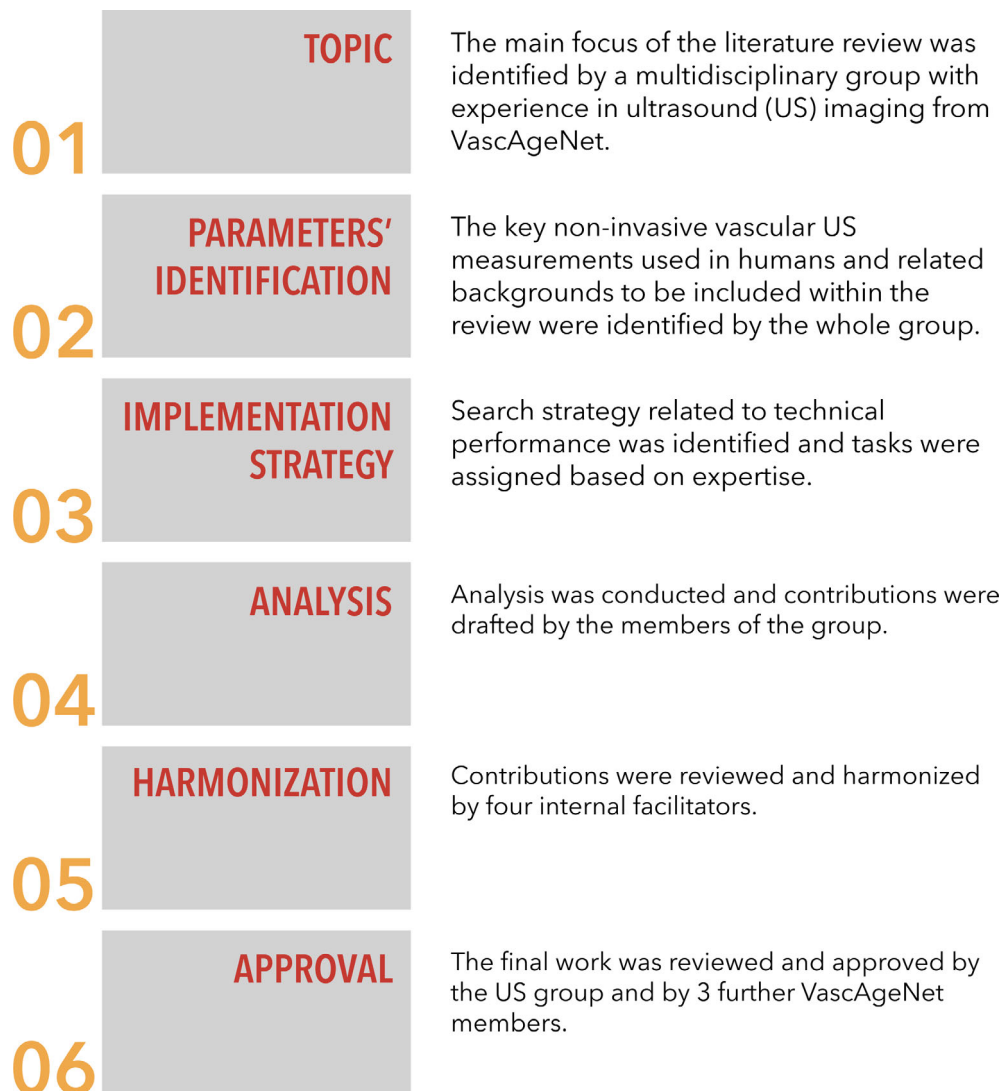 01
TOPIC
The main focus of the literature review was
identified by a multidisciplinary group with
experience in ultrasound (US) imaging from
VascAgeNet.
02
PARAMETERS’
IDENTIFICATION
The key non-invasive vascular US
measurements used in humans and related
backgrounds to be included within the
review were identified by the whole group.
03
IMPLEMENTATION
STRATEGY
Search strategy related to technical
performance was identified and tasks were
assigned based on expertise.
04
ANALYSIS
Analysis was conducted and contributions were
drafted by the members of the group.
05
HARMONIZATION
Contributions were reviewed and harmonized
by four internal facilitators.
06
APPROVAL
The final work was reviewed and approved by
the US group and by 3 further VascAgeNet
members.